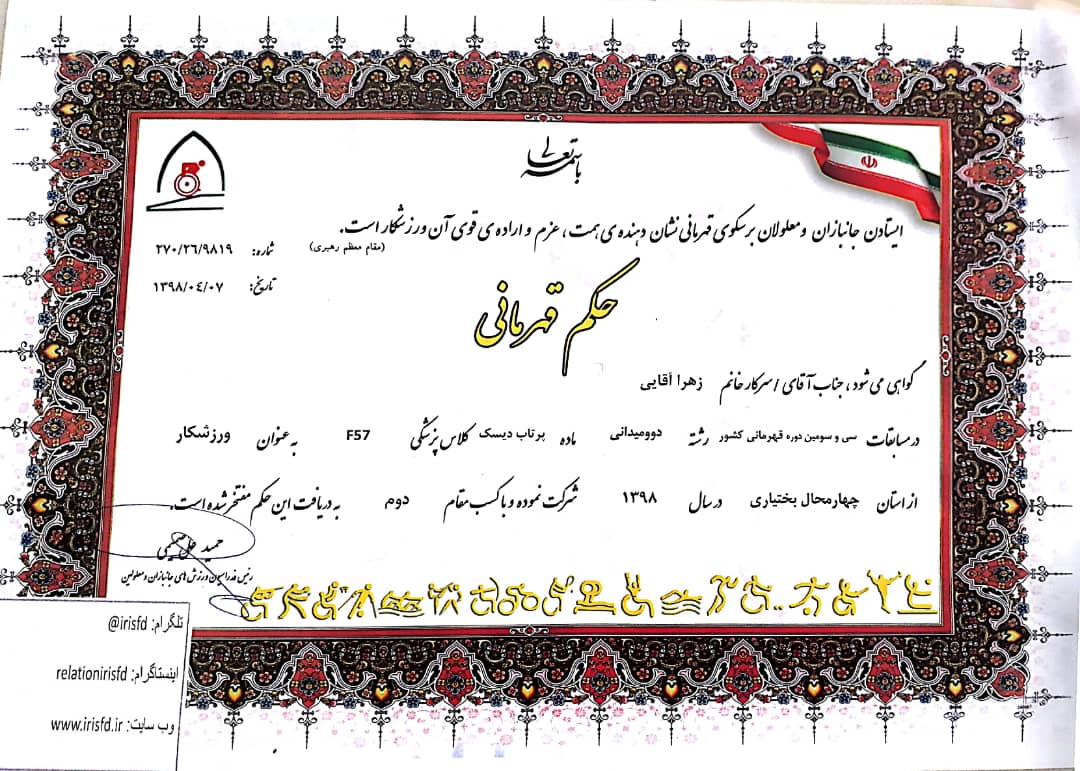 باسمه تعالی
ایستادن جانبازان و معلولان بر سکوی قهرمانی نشان دهنده ی همت، عزم و اراده ی قوی آن ورزشکار است.
(مقام معظم رهبری)
شماره: ۲۷۰/۲۶/۹۸۱۹
تاریخ: ۱۳۹۸/۰۴/۰۷
حکم قهرمانی
گواهی می شود، جناب آقای / سرکار خانم زهرا آقایی
در مسابقات سی و سومین دوره قهرمانی کشور رشته دوومیدانی ماده پرتاب دیسک کلاس پزشکی F57 به عنوان ورزشکار
از استان چهارمحال بختیاری در سال ۱۳۹۸ شرکت نموده و با کسب مقام دوم به دریافت این حکم مفتخر شده است.
حمید علی صمیمی
رئیس فدراسیون ورزش های جانبازان و معلولین
تلگرام: @irisfd
اینستاگرام: relationirisfd
وب سایت: www.irisfd.ir